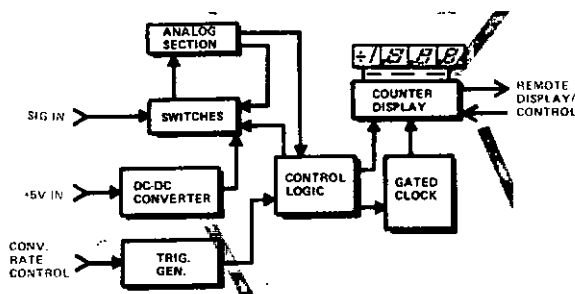 ANALOG
SECTION
SIG IN
SWITCHES
COUNTER
DISPLAY
REMOTE
DISPLAY/
CONTROL
+5V IN
DC-DC
CONVERTER
CONTROL
LOGIC
GATED
CLOCK
CONV.
RATE
CONTROL
TRIG.
GEN.